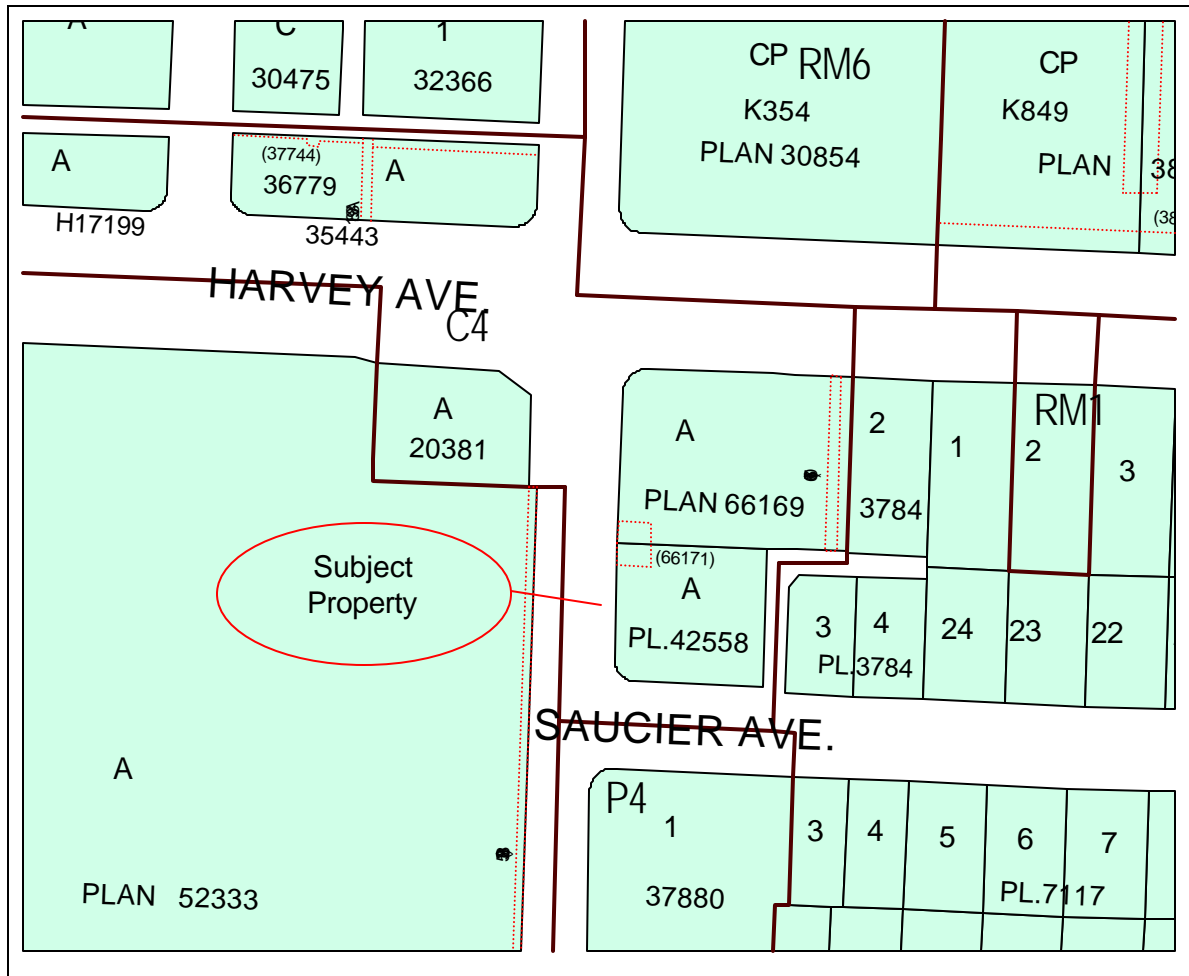 A
C
1
30475
32366
CP RM6
CP
K354
K849
PLAN 30854
PLAN
38
(38
A
(37744)
36779
A
H17199
35443
HARVEY AVE.
C4
A
20381
A
PLAN 66169
2
3784
1
RM1
2
3
Subject
Property
(66171)
A
PL.42558
3
4
PL.3784
24
23
22
SAUCIER AVE.
A
PLAN 52333
P4
1
37880
3
4
5
6
7
PL.7117